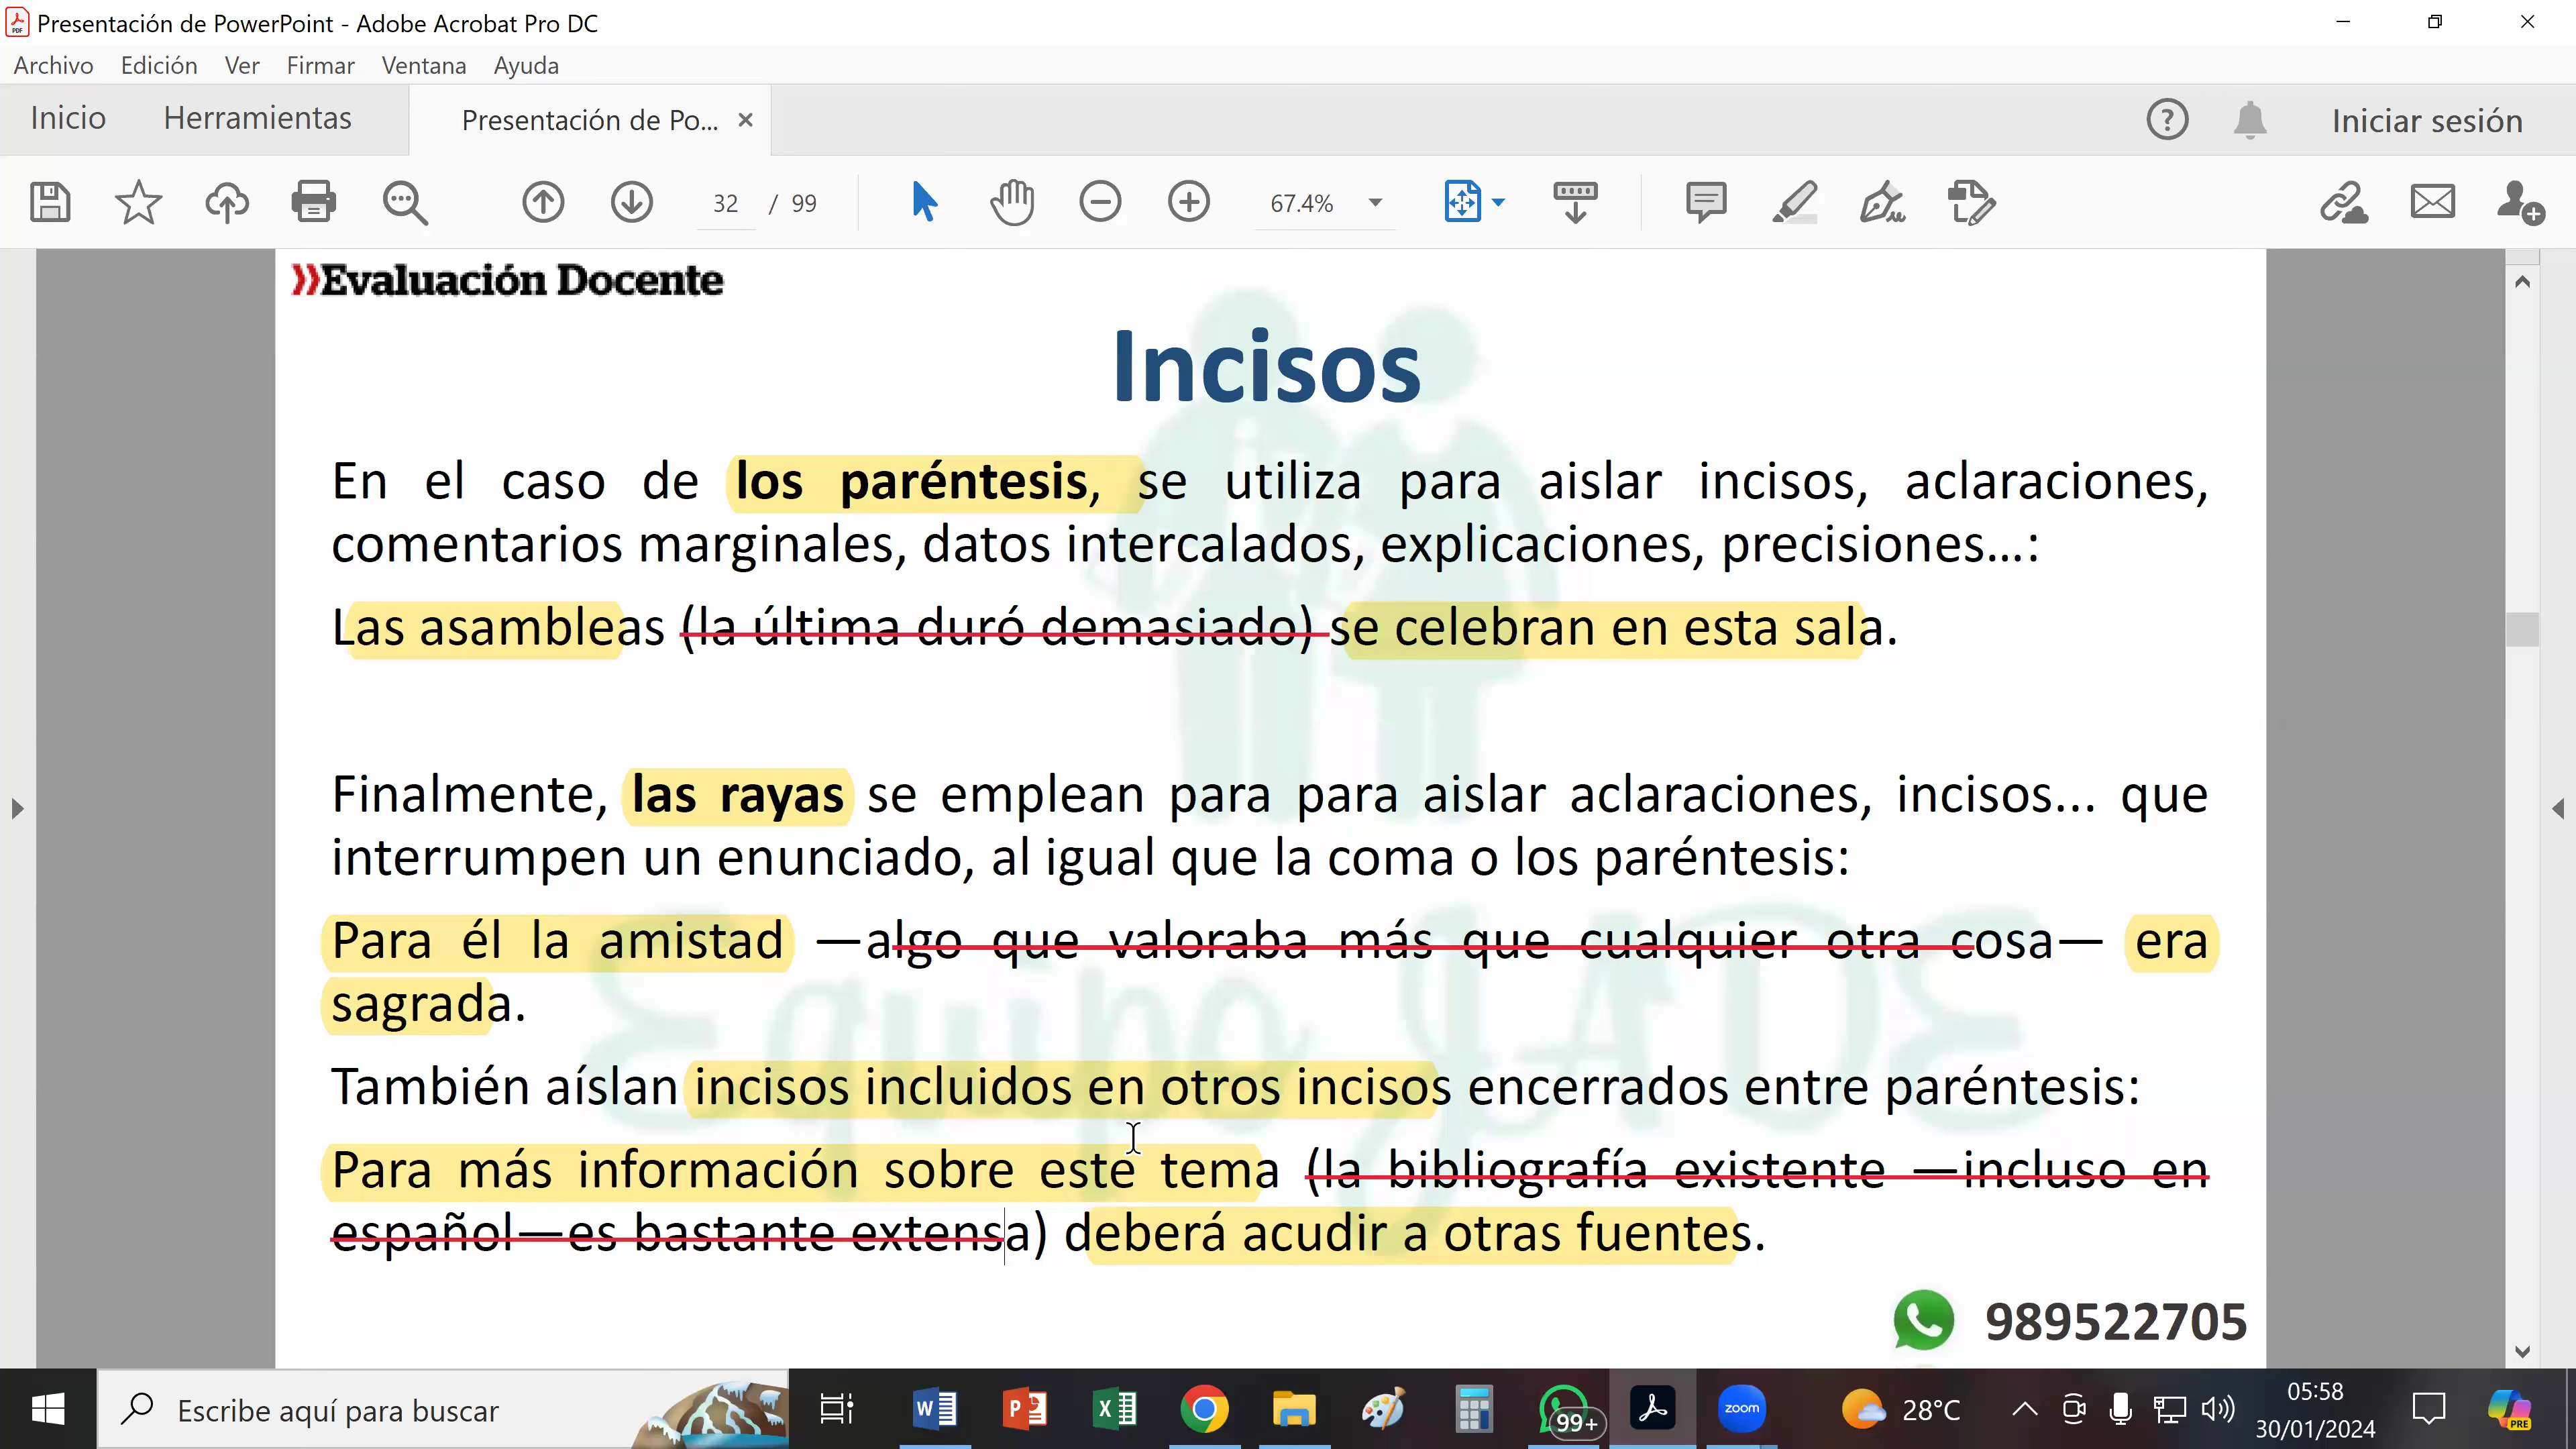 Presentación de PowerPoint - Adobe Acrobat Pro DC
Archivo Edición Ver Firmar Ventana Ayuda
Inicio Herramientas Presentación de Po... Iniciar sesión
32 / 99 67.4%
Evaluación Docente
Incisos
En el caso de los paréntesis, se utiliza para aislar incisos, aclaraciones,
comentarios marginales, datos intercalados, explicaciones, precisiones…:
Las asambleas (la última duró demasiado) se celebran en esta sala.
Finalmente, las rayas se emplean para para aislar aclaraciones, incisos... que
interrumpen un enunciado, al igual que la coma o los paréntesis:
Para él la amistad —algo que valoraba más que cualquier otra cosa— era
sagrada.
También aíslan incisos incluidos en otros incisos encerrados entre paréntesis:
Para más información sobre este tema (la bibliografía existente —incluso en
español—es bastante extensa) deberá acudir a otras fuentes.
Equipo JADE
989522705
Escribe aquí para buscar
99+
zoom
28°C
05:58
30/01/2024
PRE